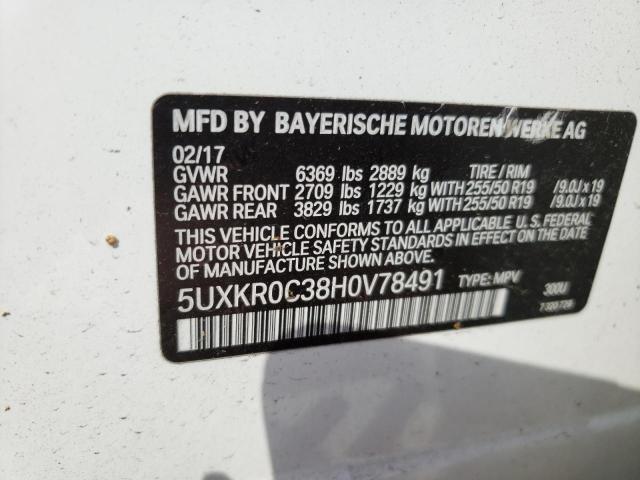 MFD BY BAYERISCHE MOTOREN WERKE AG
02/17
GVWR 6369 lbs 2889 kg TIRE / RIM
GAWR FRONT 2709 lbs 1229 kg WITH 255/50 R19 /9.0J x 19
GAWR REAR 3829 lbs 1737 kg WITH 255/50 R19 /9.0J x 19
THIS VEHICLE CONFORMS TO ALL APPLICABLE U.S. FEDERAL
MOTOR VEHICLE SAFETY STANDARDS IN EFFECT ON THE DATE
OF MANUFACTURE SHOWN ABOVE.
5UXKR0C38H0V78491 TYPE: MPV 300U
7 320 726